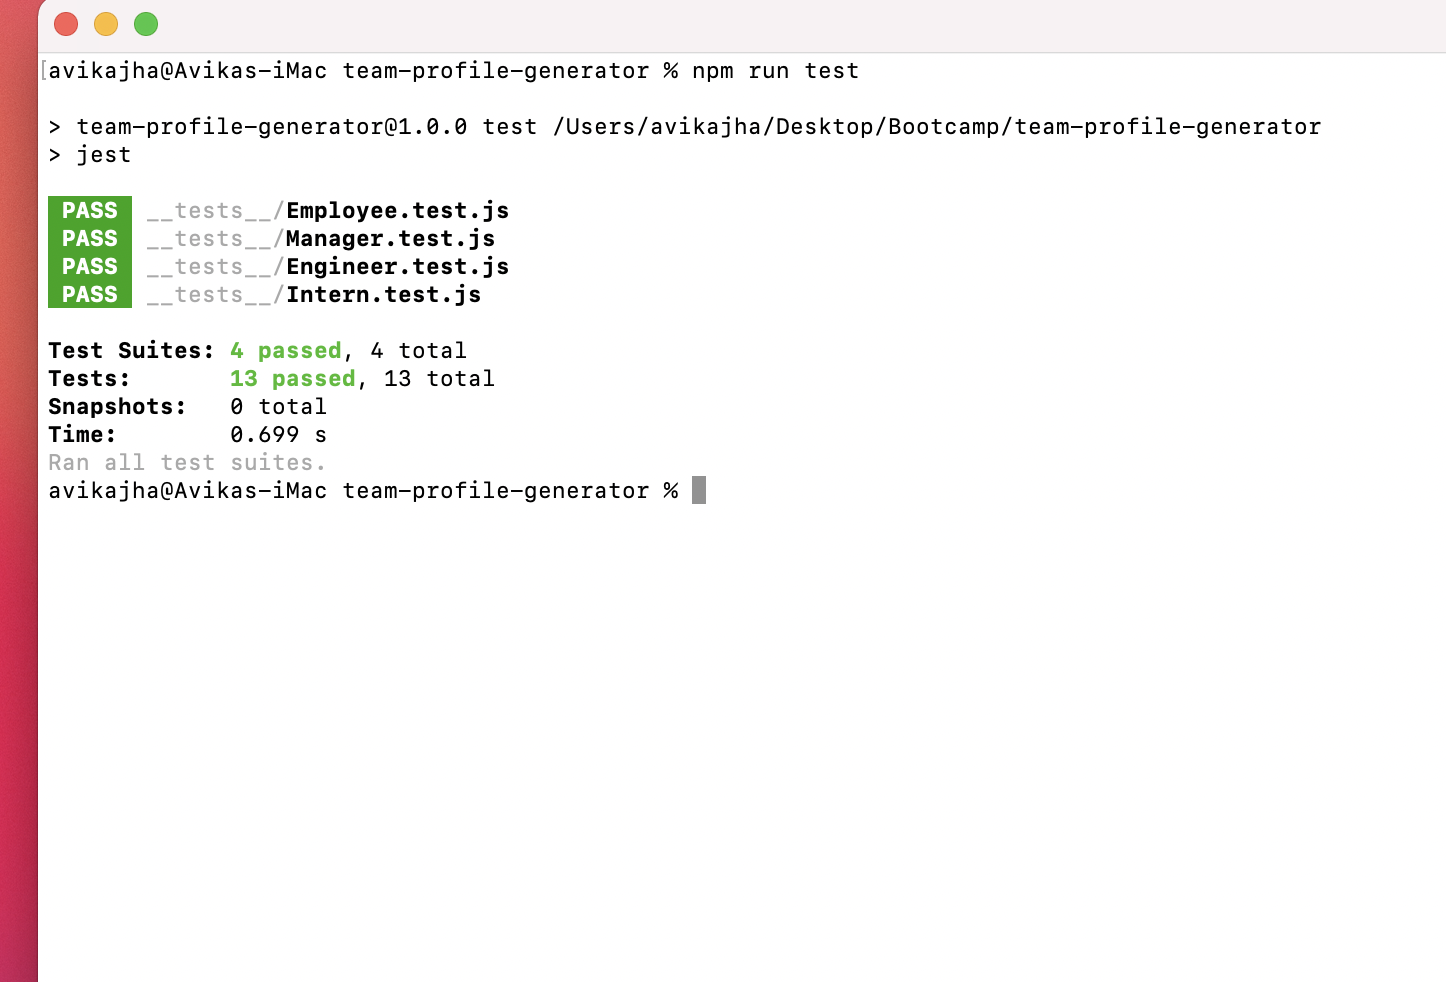 [avikajha@Avikas-iMac team-profile-generator % npm run test
> team-profile-generator@1.0.0 test /Users/avikajha/Desktop/Bootcamp/team-profile-generator
> jest
PASS __tests__/Employee.test.js
PASS __tests__/Manager.test.js
PASS __tests__/Engineer.test.js
PASS __tests__/Intern.test.js
Test Suites: 4 passed, 4 total
Tests: 13 passed, 13 total
Snapshots: 0 total
Time: 0.699 s
Ran all test suites.
avikajha@Avikas-iMac team-profile-generator %